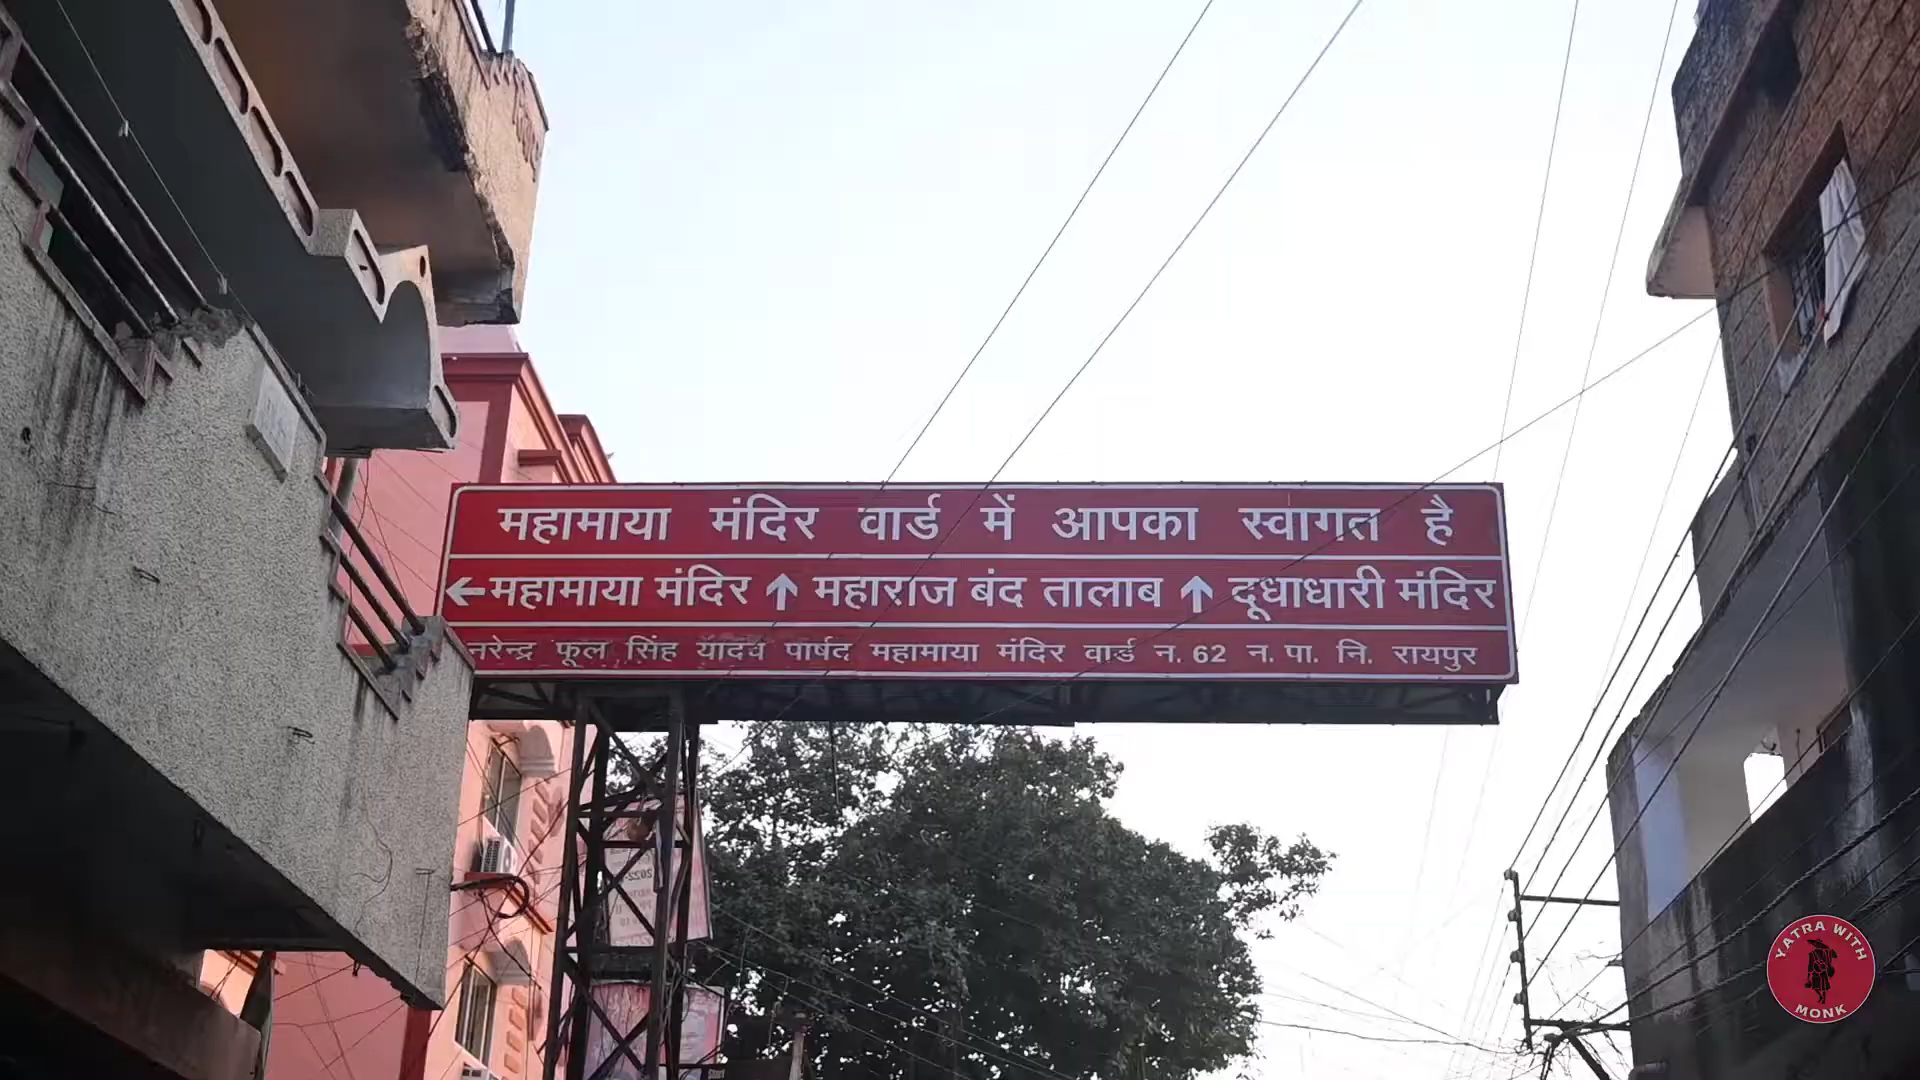 महामाया मंदिर वार्ड में आपका स्वागत है
←महामाया मंदिर ↑ महाराज बंद तालाब ↑ दूधाधारी मंदिर
नरेन्द्र फूल सिंह यादव पार्षद महामाया मंदिर वार्ड न. 62 न. पा. नि. रायपुर
YATRA WITH
MONK